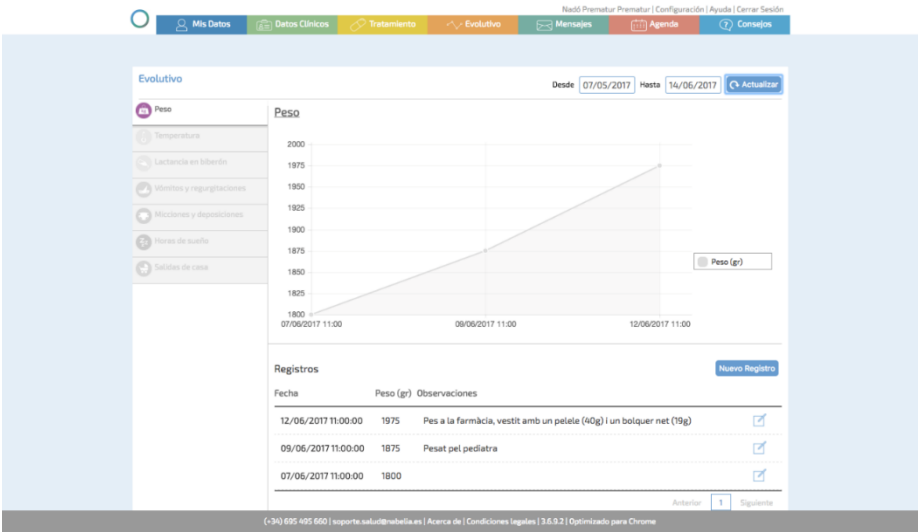 Nadó Prematur Prematur | Configuración | Ayuda | Cerrar Sesión
Mis Datos Datos Clínicos Tratamiento Evolutivo Mensajes Agenda Consejos
Evolutivo Desde 07/05/2017 Hasta 14/06/2017 Actualizar
Peso
Temperatura
Lactancia en biberón
Vómitos y regurgitaciones
Micciones y deposiciones
Horas de sueño
Salidas de casa
Peso
2000
1975
1950
1925
1900
1875
1850
1825
1800
07/06/2017 11:00 09/06/2017 11:00 12/06/2017 11:00
Peso (gr)
Registros Nuevo Registro
Fecha Peso (gr) Observaciones
12/06/2017 11:00:00 1975 Pes a la farmàcia, vestit amb un pelele (40g) i un bolquer net (19g)
09/06/2017 11:00:00 1875 Pesat pel pediatra
07/06/2017 11:00:00 1800
Anterior 1 Siguiente
(+34) 695 495 660 | soporte.salud@nabelia.es | Acerca de | Condiciones legales | 3.6.9.2 | Optimizado para Chrome